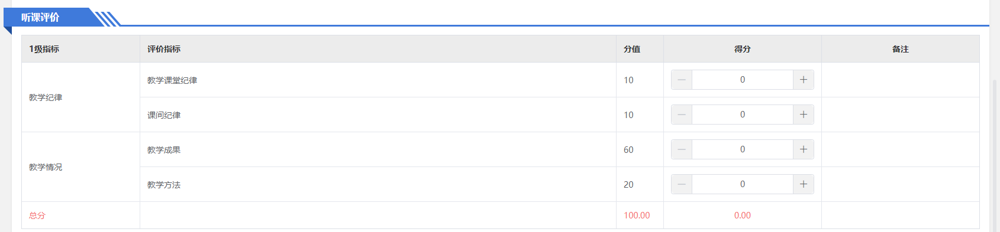 听课评价
1级指标 评价指标 分值 得分 备注
教学纪律 教学课堂纪律 10 0
课间纪律 10 0
教学情况 教学成果 60 0
教学方法 20 0
总分 100.00 0.00